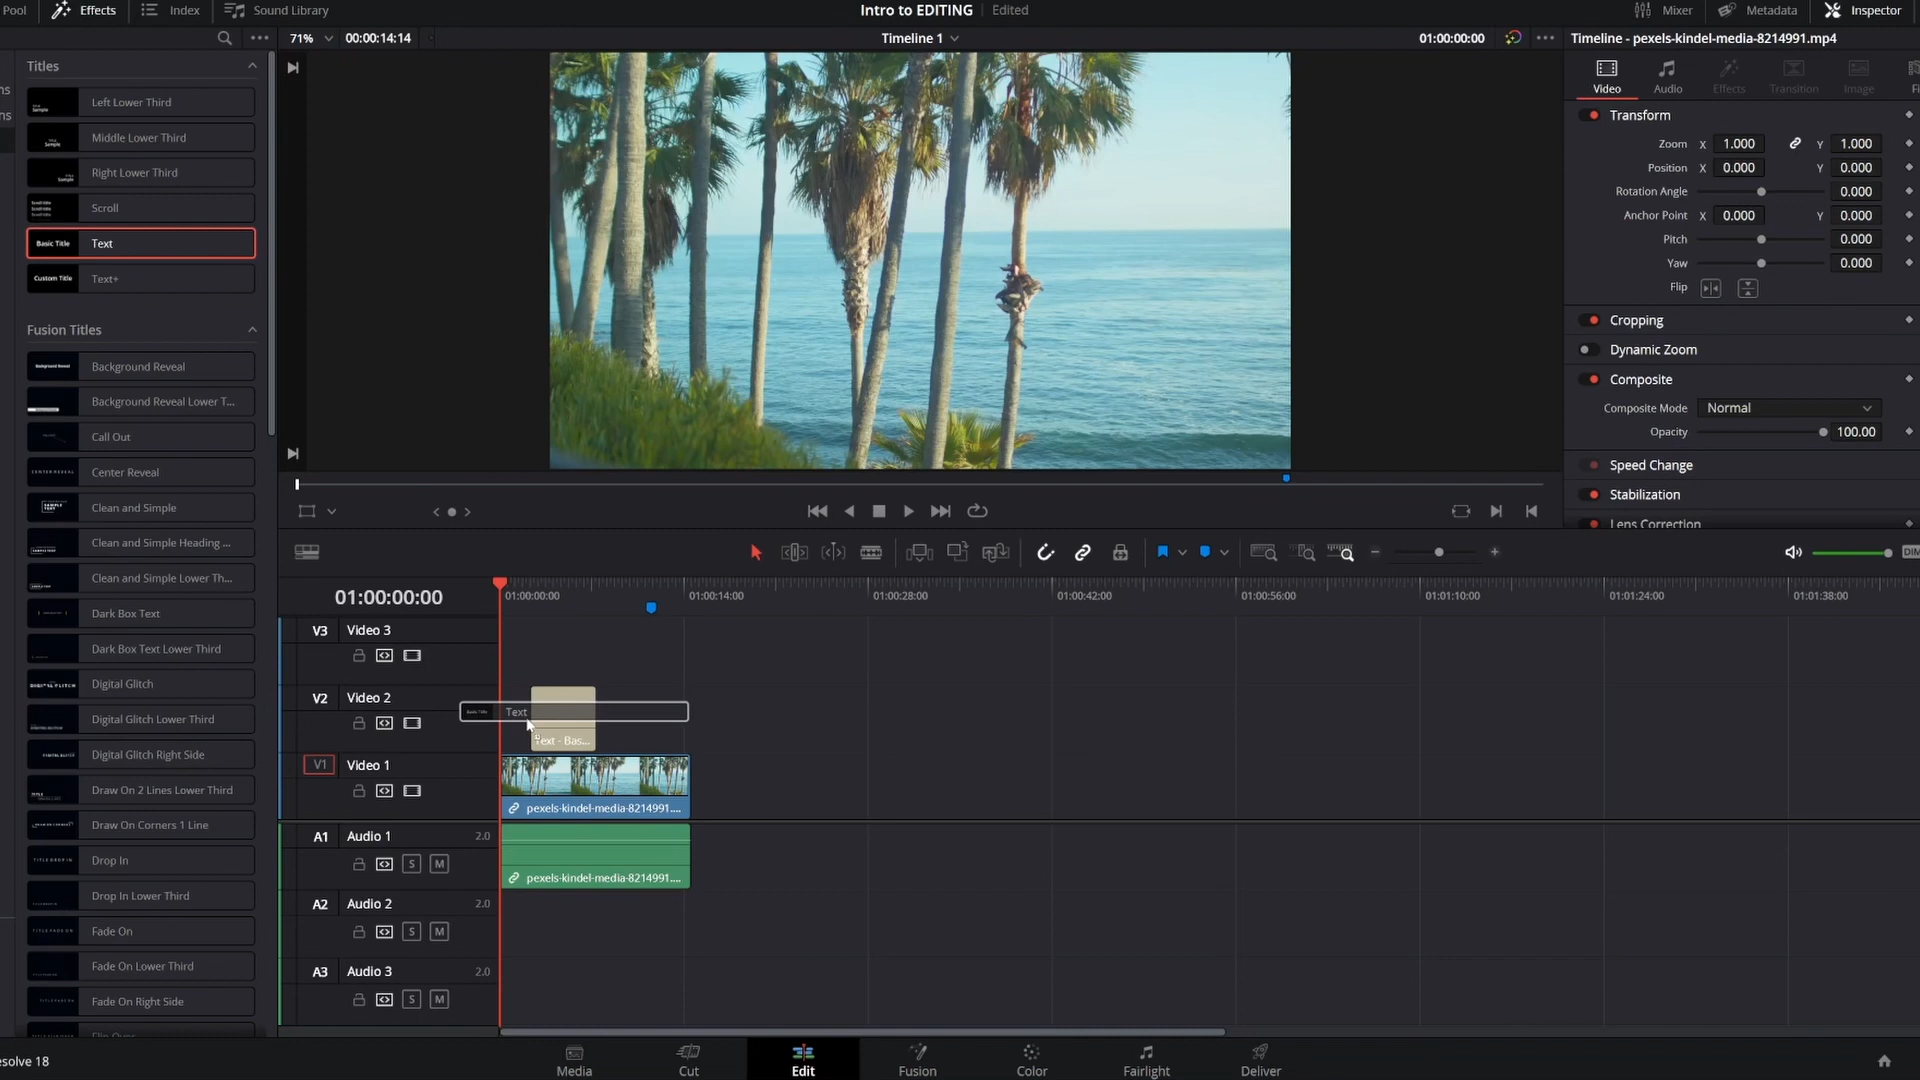 Pool
Effects
Index
Sound Library
Intro to EDITING
Edited
Mixer
Metadata
Inspector
71%
00:00:14:14
Timeline 1
01:00:00:00
Timeline - pexels-kindel-media-8214991.mp4
Titles
Left Lower Third
Middle Lower Third
Right Lower Third
Scroll
Basic Title
Text
Custom Title
Text+
Fusion Titles
Background Reveal
Background Reveal Lower T...
Call Out
Center Reveal
Clean and Simple
Clean and Simple Heading ...
Clean and Simple Lower Th...
Dark Box Text
Dark Box Text Lower Third
Digital Glitch
Digital Glitch Lower Third
Digital Glitch Right Side
Draw On 2 Lines Lower Third
Draw On Corners 1 Line
Drop In
Drop In Lower Third
Fade On
Fade On Lower Third
Fade On Right Side
Video
Audio
Effects
Transition
Image
Fi
Transform
Zoom X 1.000 Y 1.000
Position X 0.000 Y 0.000
Rotation Angle 0.000
Anchor Point X 0.000 Y 0.000
Pitch 0.000
Yaw 0.000
Flip
Cropping
Dynamic Zoom
Composite
Composite Mode Normal
Opacity 100.00
Speed Change
Stabilization
Lens Correction
DIM
01:00:00:00
01:00:00:00
01:00:14:00
01:00:28:00
01:00:42:00
01:00:56:00
01:01:10:00
01:01:24:00
01:01:38:00
V3 Video 3
V2 Video 2
Text
Text - Bas...
V1 Video 1
pexels-kindel-media-8214991....
A1 Audio 1 2.0
S M
pexels-kindel-media-8214991....
A2 Audio 2 2.0
S M
A3 Audio 3 2.0
S M
esolve 18
Media
Cut
Edit
Fusion
Color
Fairlight
Deliver